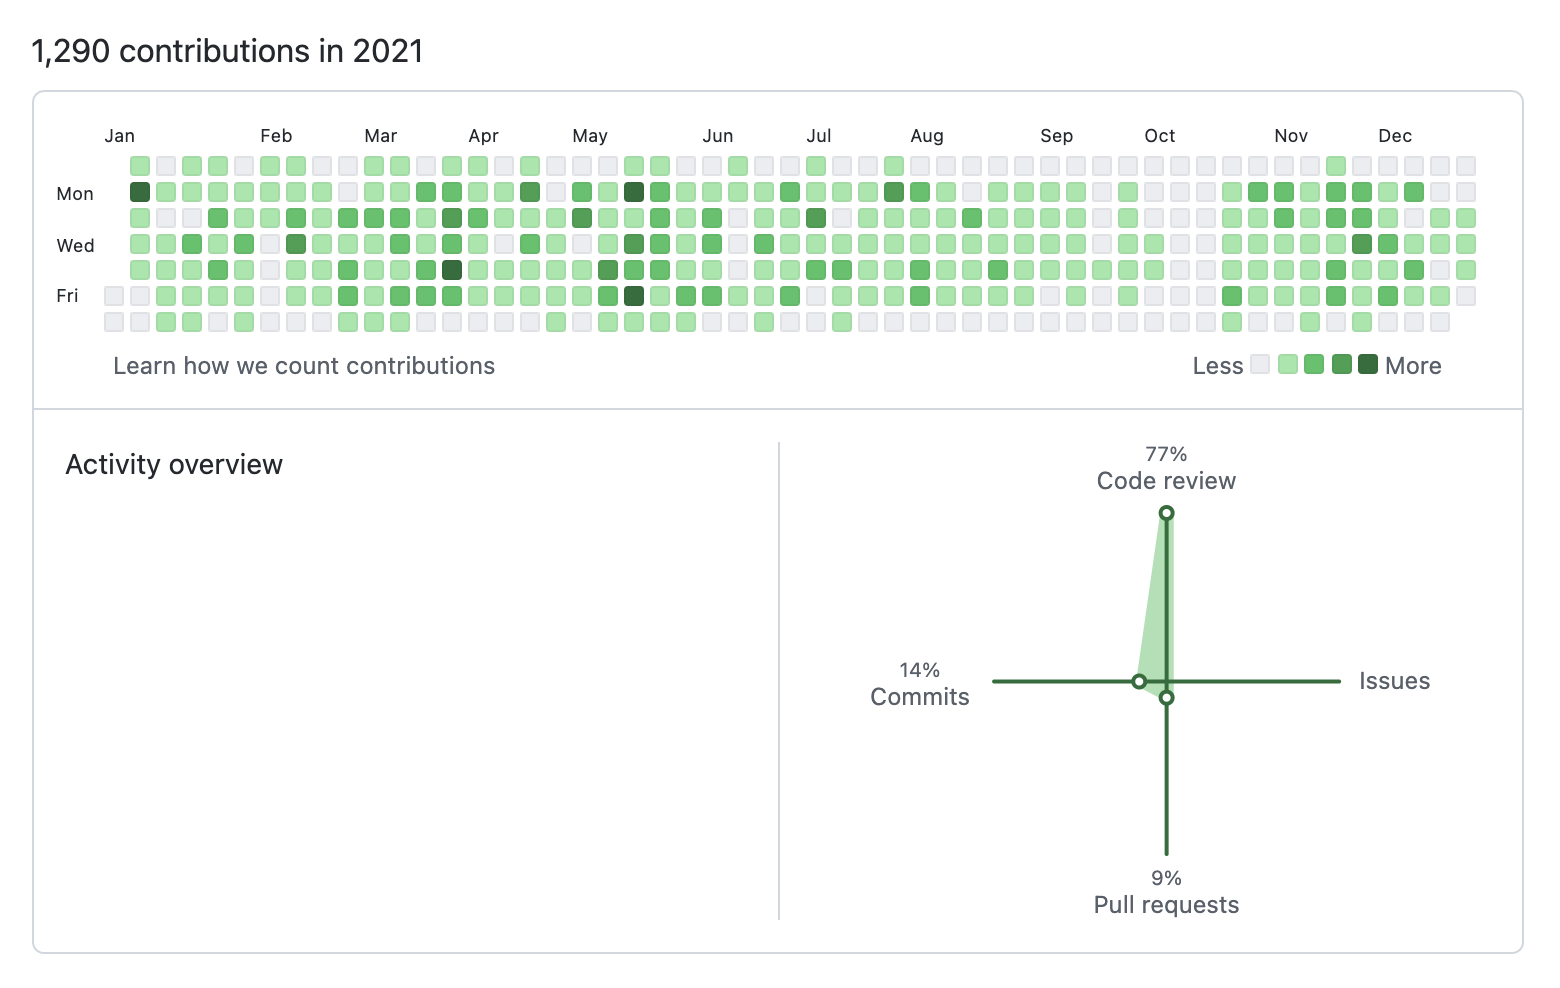 1,290 contributions in 2021
Jan Feb Mar Apr May Jun Jul Aug Sep Oct Nov Dec
Mon
Wed
Fri
Learn how we count contributions
Less More
Activity overview
77%
Code review
14%
Commits
Issues
9%
Pull requests